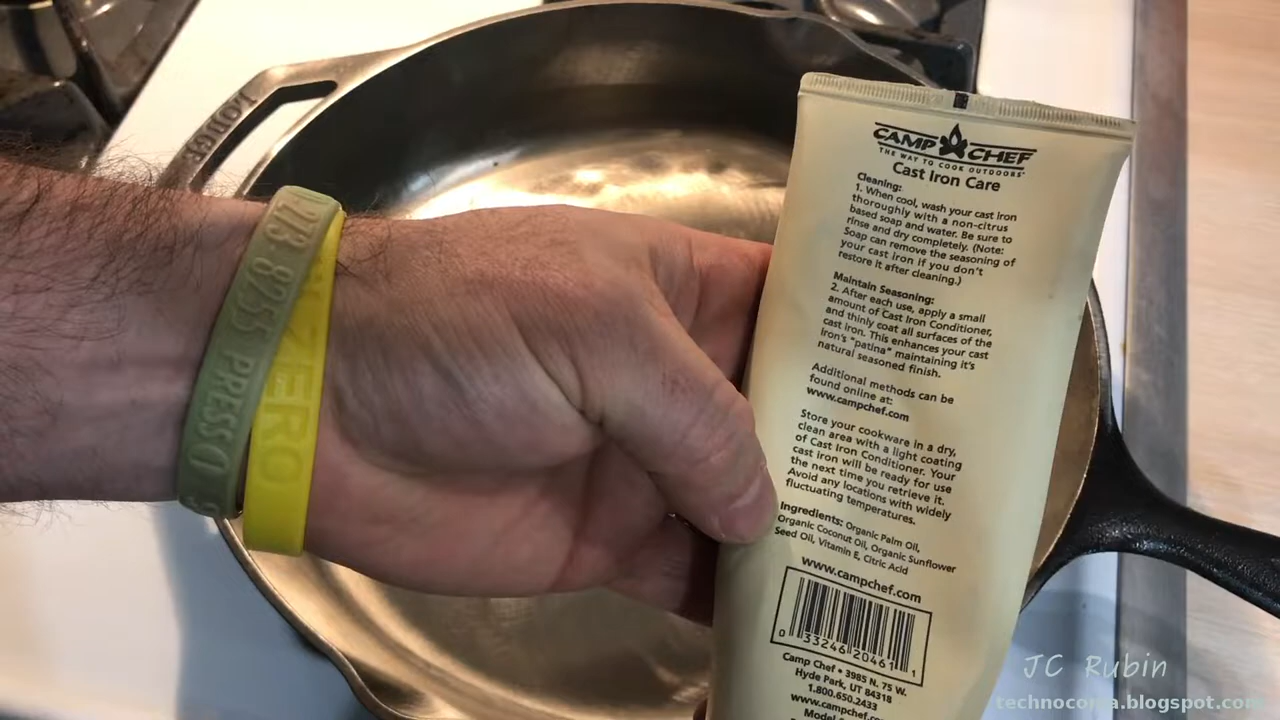 LODGE
273 8255 PRESS 1
ZERO
CAMP CHEF
THE WAY TO COOK OUTDOORS
Cast Iron Care
Cleaning:
1. When cool, wash your cast iron
thoroughly with a non-citrus
based soap and water. Be sure to
rinse and dry completely. (Note:
Soap can remove the seasoning of
your cast iron if you don't
restore it after cleaning.)
Maintain Seasoning:
2. After each use, apply a small
amount of Cast Iron Conditioner,
and thinly coat all surfaces of the
cast iron. This enhances your cast
iron's "patina" maintaining it's
natural seasoned finish.
Additional methods can be
found online at:
www.campchef.com
Store your cookware in a dry,
clean area with a light coating
of Cast Iron Conditioner. Your
cast iron will be ready for use
the next time you retrieve it.
Avoid any locations with widely
fluctuating temperatures.
Ingredients: Organic Palm Oil,
Organic Coconut Oil, Organic Sunflower
Seed Oil, Vitamin E, Citric Acid
www.campchef.com
0 33246 20461 1
Camp Chef • 3985 N. 75 W.
Hyde Park, UT 84318
1.800.650.2433
www.campchef.co
Model
JC Rubin
technocoma.blogspot.com